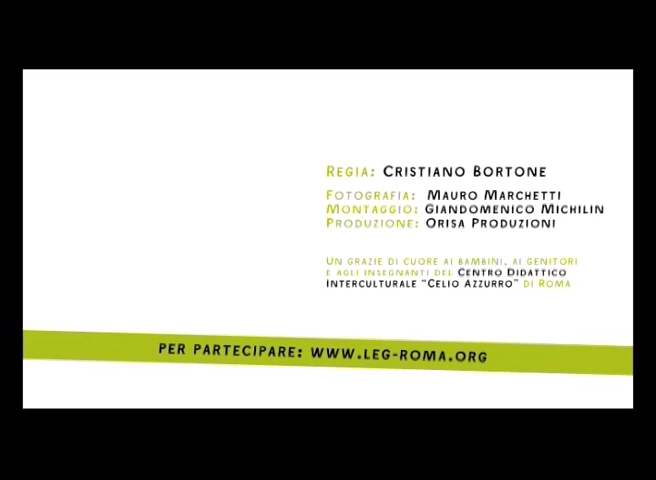 Regia: Cristiano Bortone
Fotografia: Mauro Marchetti
Montaggio: Giandomenico Michilin
Produzione: Orisa Produzioni
Un grazie di cuore ai bambini, ai genitori
e agli insegnanti del Centro Didattico
Interculturale "Celio Azzurro" di Roma
PER PARTECIPARE: WWW.LEG-ROMA.ORG